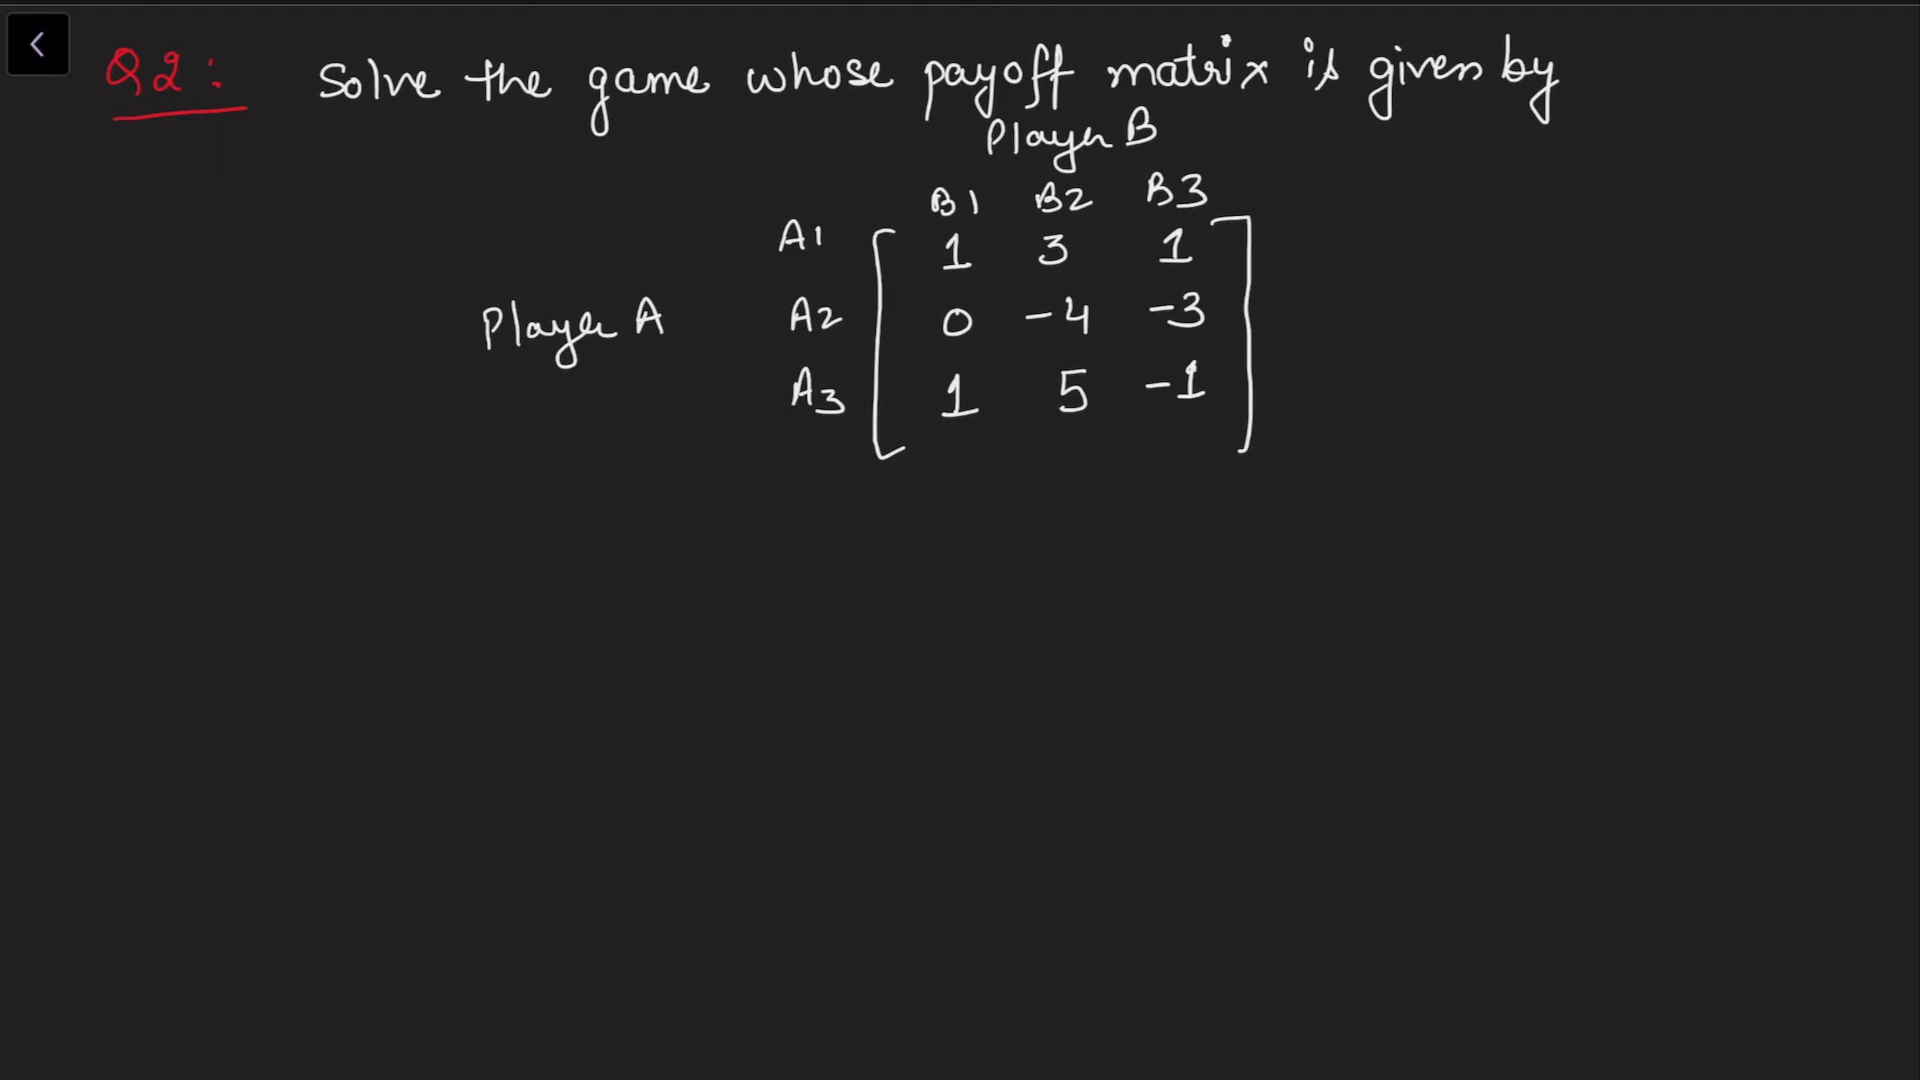 Q2: Solve the game whose payoff matrix is given by
Player B
B1 B2 B3
A1 1 3 1
Player A A2 0 -4 -3
A3 1 5 -1